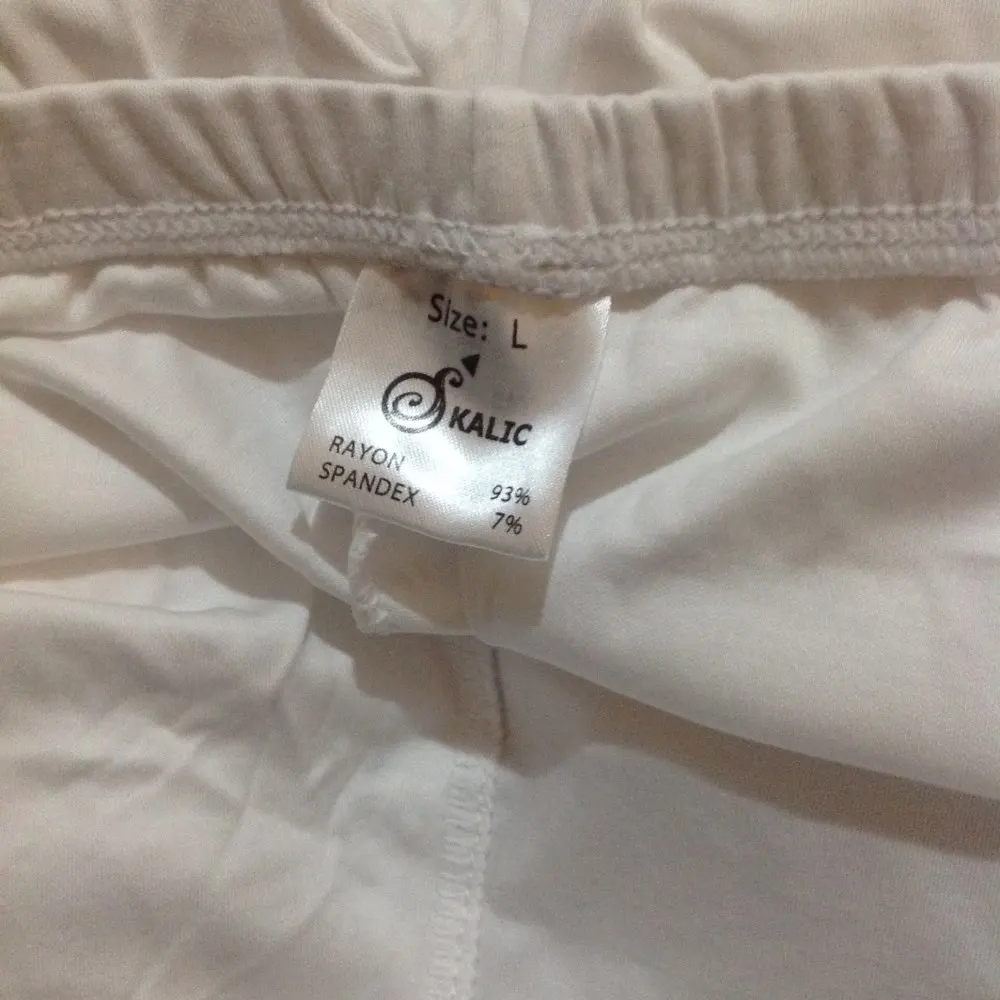 SIze: L
SKALIC
RAYON 93%
SPANDEX 7%